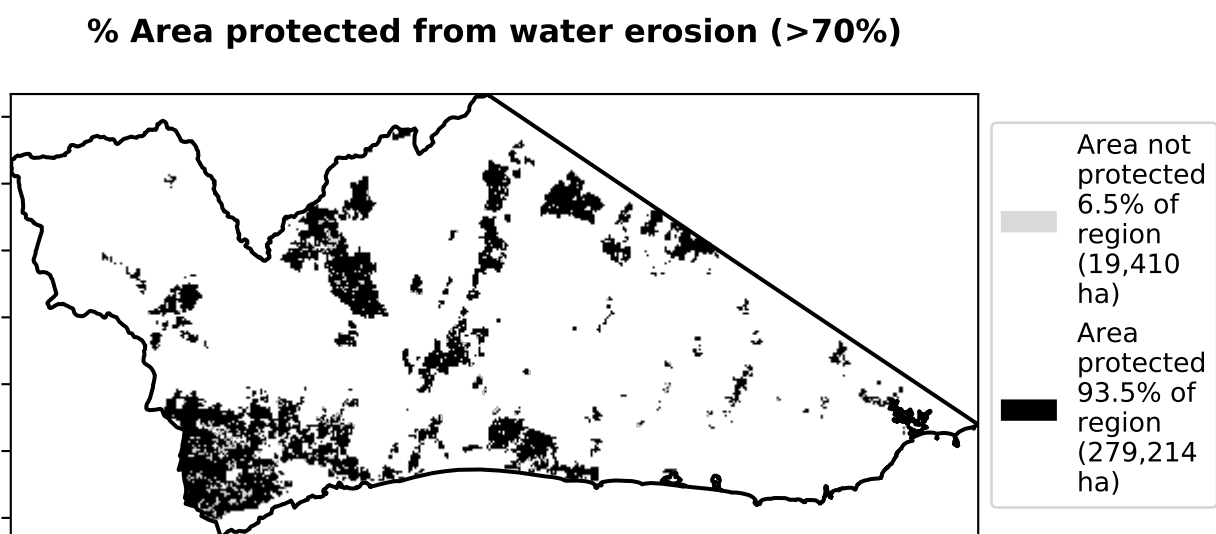 % Area protected from water erosion (>70%)
Area not
protected
6.5% of
region
(19,410
ha)
Area
protected
93.5% of
region
(279,214
ha)